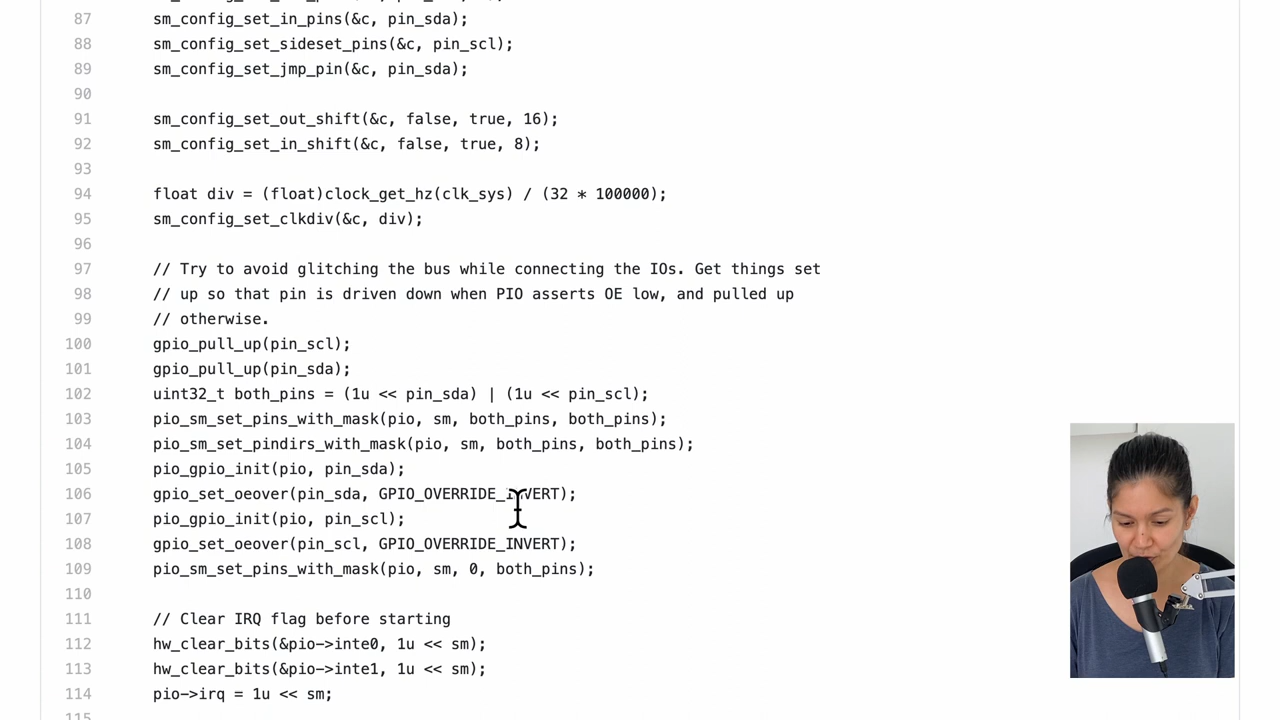 87 sm_config_set_in_pins(&c, pin_sda);
88 sm_config_set_sideset_pins(&c, pin_scl);
89 sm_config_set_jmp_pin(&c, pin_sda);
90
91 sm_config_set_out_shift(&c, false, true, 16);
92 sm_config_set_in_shift(&c, false, true, 8);
93
94 float div = (float)clock_get_hz(clk_sys) / (32 * 100000);
95 sm_config_set_clkdiv(&c, div);
96
97 // Try to avoid glitching the bus while connecting the IOs. Get things set
98 // up so that pin is driven down when PIO asserts OE low, and pulled up
99 // otherwise.
100 gpio_pull_up(pin_scl);
101 gpio_pull_up(pin_sda);
102 uint32_t both_pins = (1u << pin_sda) | (1u << pin_scl);
103 pio_sm_set_pins_with_mask(pio, sm, both_pins, both_pins);
104 pio_sm_set_pindirs_with_mask(pio, sm, both_pins, both_pins);
105 pio_gpio_init(pio, pin_sda);
106 gpio_set_oeover(pin_sda, GPIO_OVERRIDE_INVERT);
107 pio_gpio_init(pio, pin_scl);
108 gpio_set_oeover(pin_scl, GPIO_OVERRIDE_INVERT);
109 pio_sm_set_pins_with_mask(pio, sm, 0, both_pins);
110
111 // Clear IRQ flag before starting
112 hw_clear_bits(&pio->inte0, 1u << sm);
113 hw_clear_bits(&pio->inte1, 1u << sm);
114 pio->irq = 1u << sm;
115